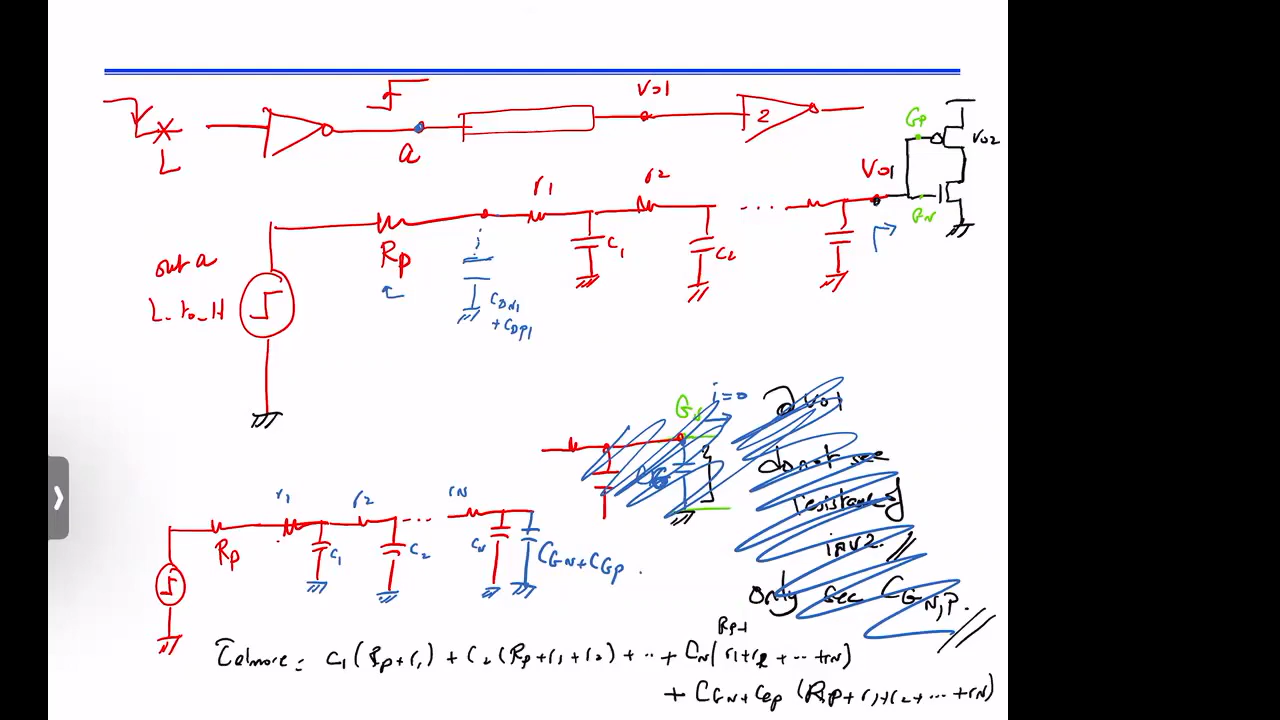 Vo1
2
a
L
Gp
Vo2
r1
r2
Vo1
GN
...
Rp
i
C1
C2
out a
L-to-H
CDN1
+ CDP1
i=0
@ Vo1
do not see
resistance of
inv2.
only see CG N,P.
r1
r2
rN
...
Rp
C1
C2
CN
CGN+CGp
Rp+
τelmore = C1(Rp+r1) + C2(Rp+r1+r2) + ... + CN(r1+r2+...+rN)
+ CGN+CGp (Rp+r1+r2+...+rN)